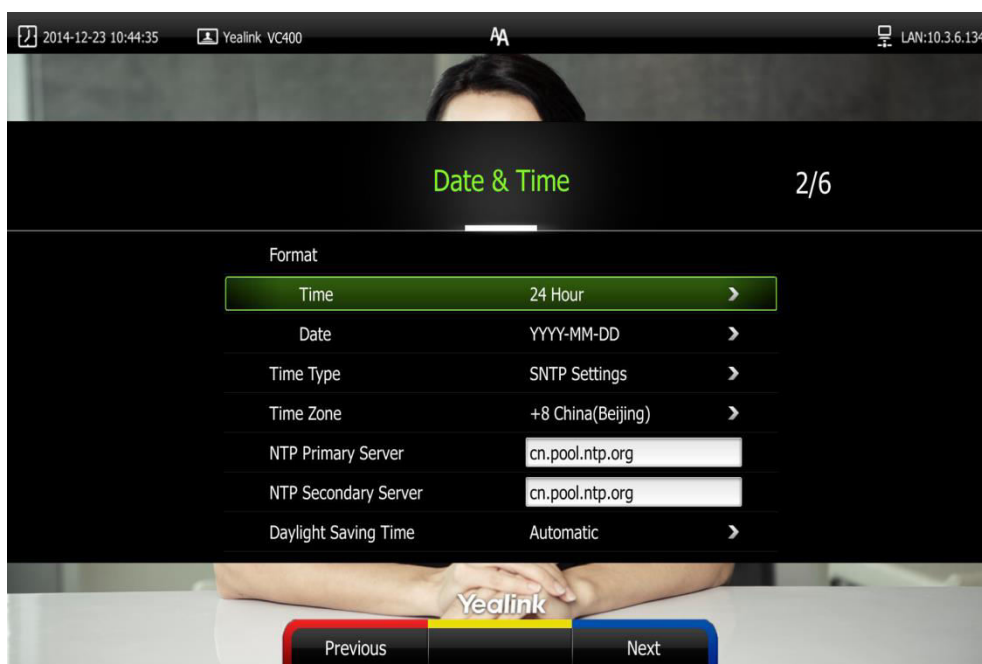 2014-12-23 10:44:35 Yealink VC400 AA LAN:10.3.6.134
Date & Time 2/6
Format
Time 24 Hour
Date YYYY-MM-DD
Time Type SNTP Settings
Time Zone +8 China(Beijing)
NTP Primary Server cn.pool.ntp.org
NTP Secondary Server cn.pool.ntp.org
Daylight Saving Time Automatic
Yealink
Previous Next